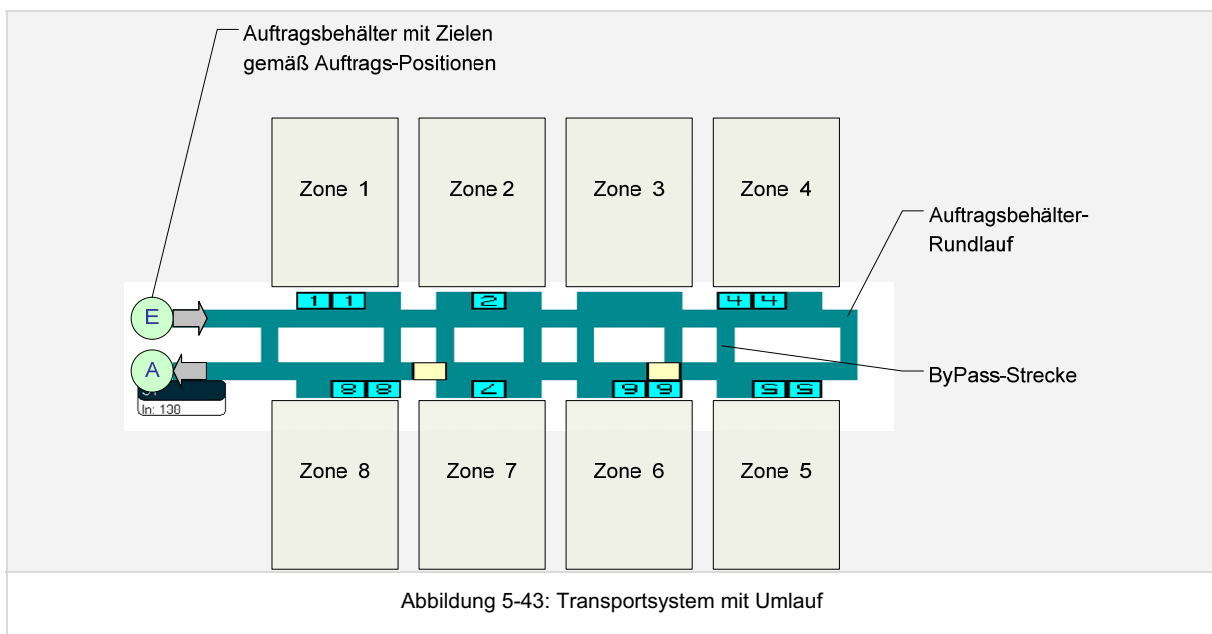 Auftragsbehälter mit Zielen
gemäß Auftrags-Positionen
Zone 1
Zone 2
Zone 3
Zone 4
Auftragsbehälter-
Rundlauf
1 1
2
4 4
E
A
ByPass-Strecke
8 8
7
6 6
5 5
In: 138
Zone 8
Zone 7
Zone 6
Zone 5
Abbildung 5-43: Transportsystem mit Umlauf